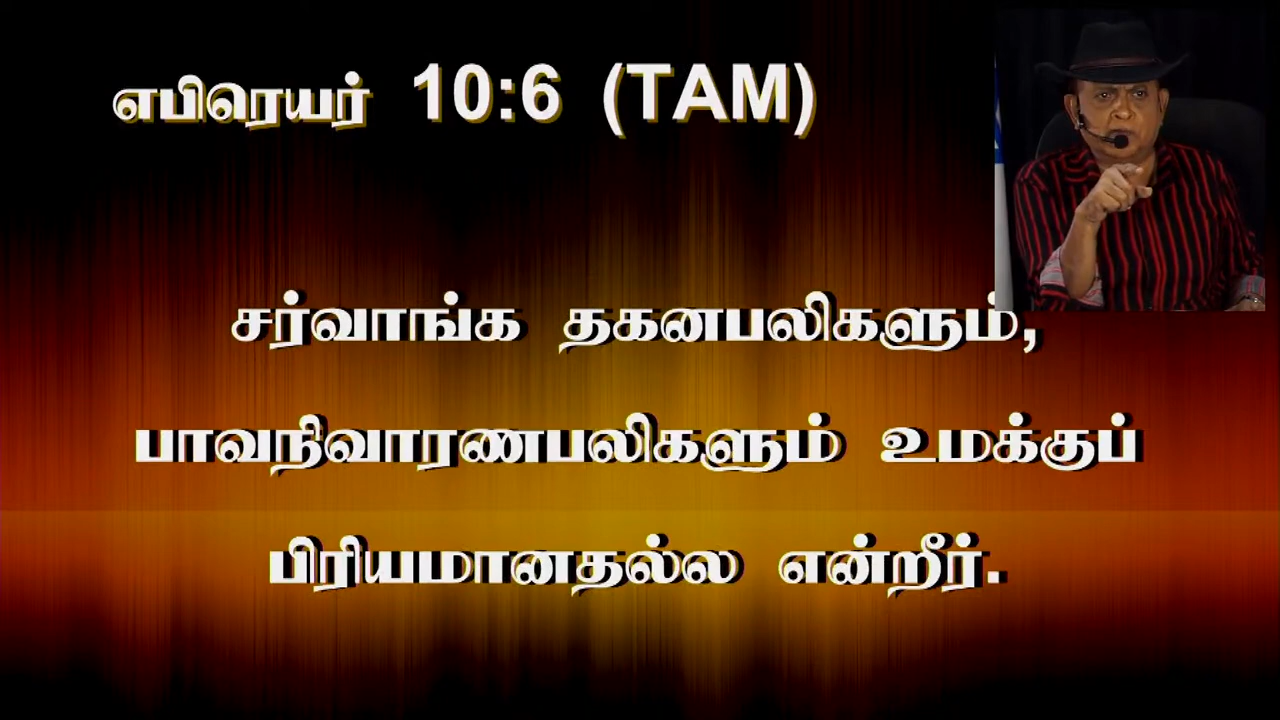 எபிரெயர் 10:6 (TAM)
சர்வாங்க தகனபலிகளும்,
பாவநிவாரணபலிகளும் உமக்குப்
பிரியமானதல்ல என்றீர்.